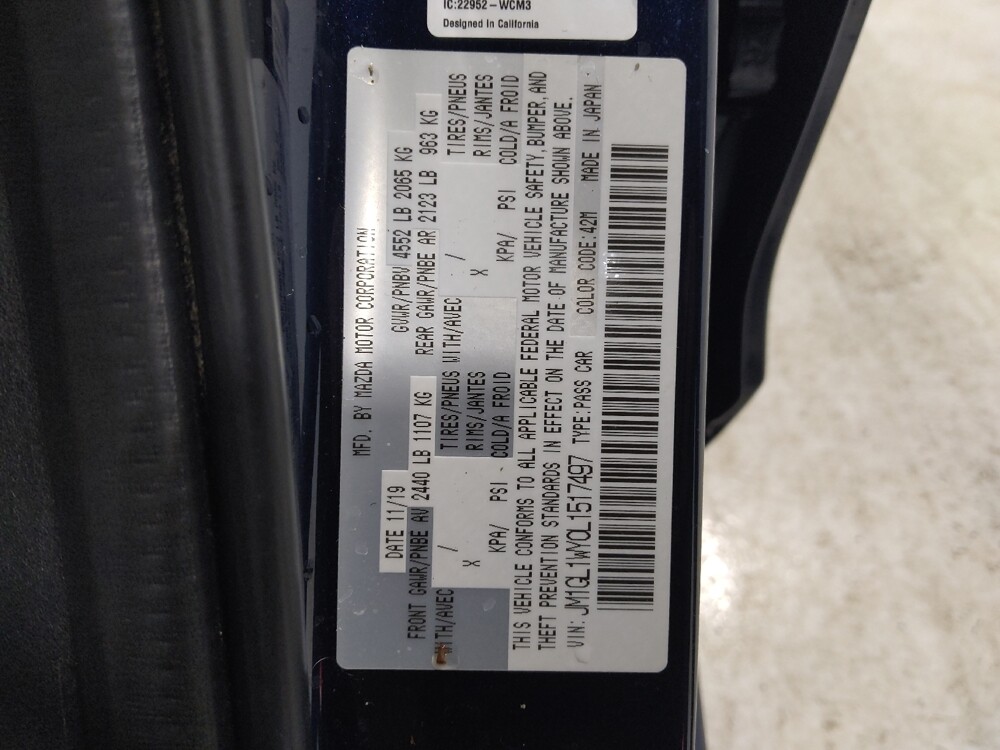 IC:22952-WCM3
Designed in California
MFD. BY MAZDA MOTOR CORPORATION
DATE 11/19 GVWR/PNBV 4552 LB 2065 KG
FRONT GAWR/PNBE AV 2440 LB 1107 KG REAR GAWR/PNBE AR 2123 LB 963 KG
WITH/AVEC / TIRES/PNEUS WITH/AVEC / TIRES/PNEUS
X RIMS/JANTES X RIMS/JANTES
KPA/ PSI COLD/A FROID KPA/ PSI COLD/A FROID
THIS VEHICLE CONFORMS TO ALL APPLICABLE FEDERAL MOTOR VEHICLE SAFETY, BUMPER, AND
THEFT PREVENTION STANDARDS IN EFFECT ON THE DATE OF MANUFACTURE SHOWN ABOVE.
VIN: JM1GL1WY0L1517497 TYPE:PASS CAR COLOR CODE:42M MADE IN JAPAN